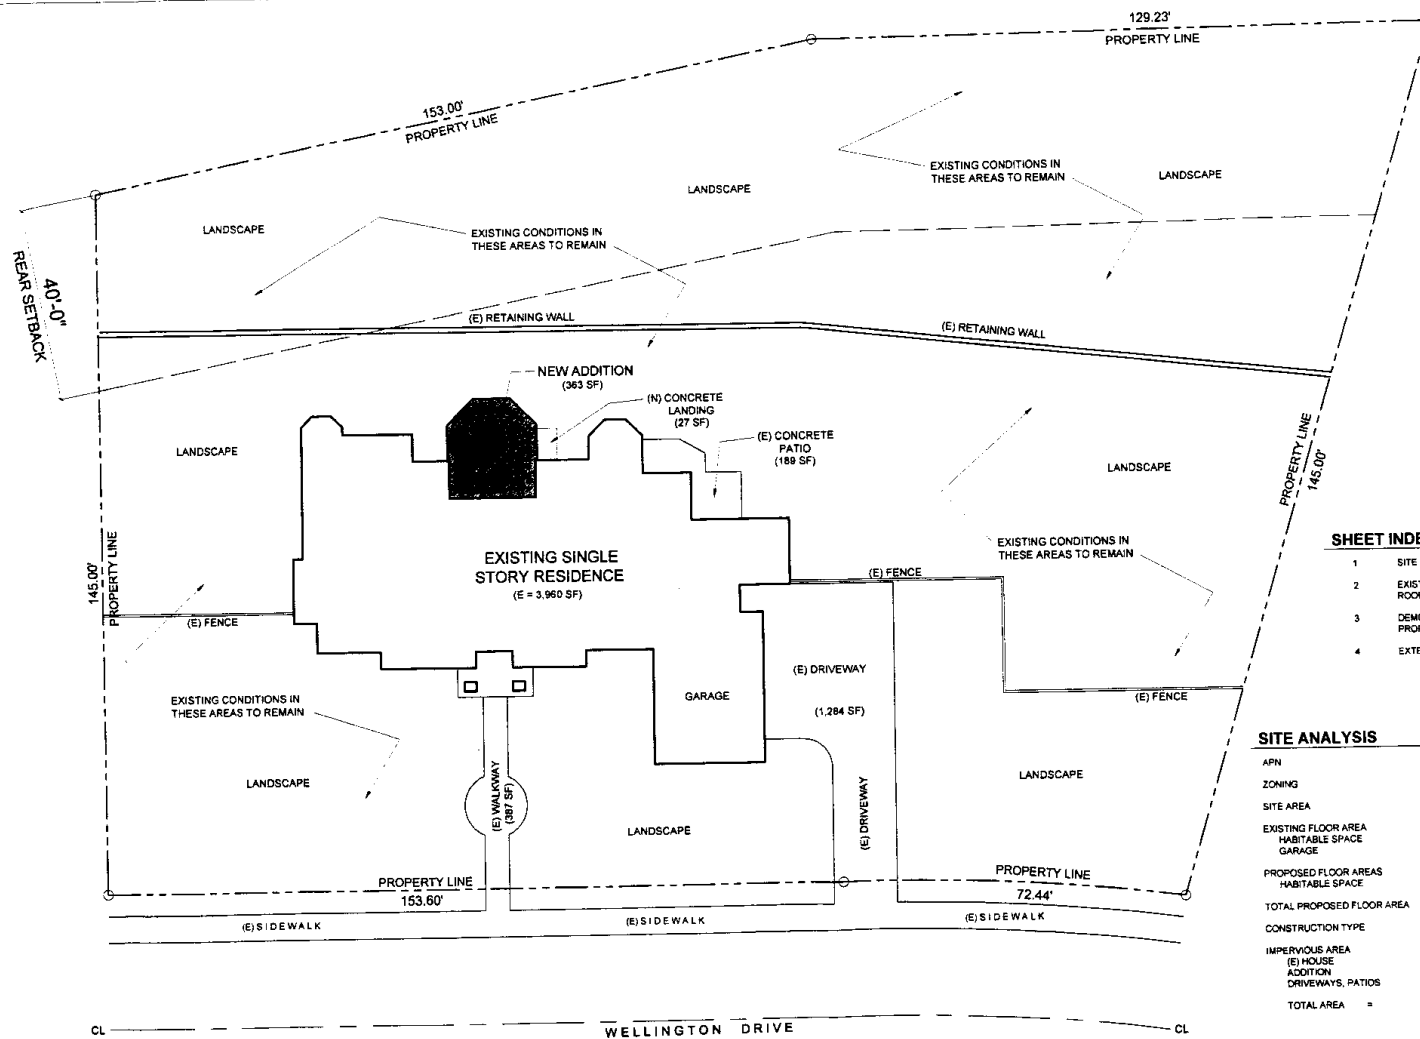 129.23'
PROPERTY LINE
153.00'
PROPERTY LINE
EXISTING CONDITIONS IN
THESE AREAS TO REMAIN
LANDSCAPE
LANDSCAPE
LANDSCAPE
EXISTING CONDITIONS IN
THESE AREAS TO REMAIN
40'-0"
REAR SETBACK
(E) RETAINING WALL
(E) RETAINING WALL
NEW ADDITION
(363 SF)
(N) CONCRETE
LANDING
(27 SF)
(E) CONCRETE
PATIO
(189 SF)
LANDSCAPE
LANDSCAPE
PROPERTY LINE
145.00'
EXISTING CONDITIONS IN
THESE AREAS TO REMAIN
EXISTING SINGLE
STORY RESIDENCE
(E = 3,960 SF)
145.00'
PROPERTY LINE
(E) FENCE
(E) FENCE
(E) DRIVEWAY
(1,284 SF)
GARAGE
(E) FENCE
EXISTING CONDITIONS IN
THESE AREAS TO REMAIN
LANDSCAPE
(E) WALKWAY
(387 SF)
LANDSCAPE
(E) DRIVEWAY
LANDSCAPE
PROPERTY LINE
153.60'
PROPERTY LINE
72.44'
(E) SIDEWALK
(E) SIDEWALK
(E) SIDEWALK
CL
WELLINGTON DRIVE
CL
SHEET INDE
1 SITE
2 EXIS
ROO
3 DEM
PRO
4 EXTE
SITE ANALYSIS
APN
ZONING
SITE AREA
EXISTING FLOOR AREA
HABITABLE SPACE
GARAGE
PROPOSED FLOOR AREAS
HABITABLE SPACE
TOTAL PROPOSED FLOOR AREA
CONSTRUCTION TYPE
IMPERVIOUS AREA
(E) HOUSE
ADDITION
DRIVEWAYS, PATIOS
TOTAL AREA =